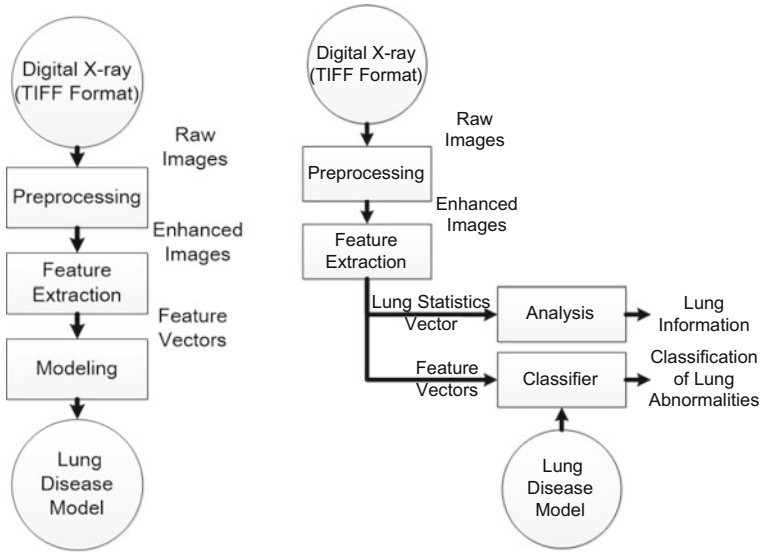 Digital X-ray
(TIFF Format)
Raw
Images
Preprocessing
Enhanced
Images
Feature
Extraction
Feature
Vectors
Modeling
Lung
Disease
Model
Digital X-ray
(TIFF Format)
Raw
Images
Preprocessing
Enhanced
Images
Feature
Extraction
Lung Statistics
Vector
Analysis
Lung
Information
Feature
Vectors
Classifier
Classification
of Lung
Abnormalities
Lung
Disease
Model